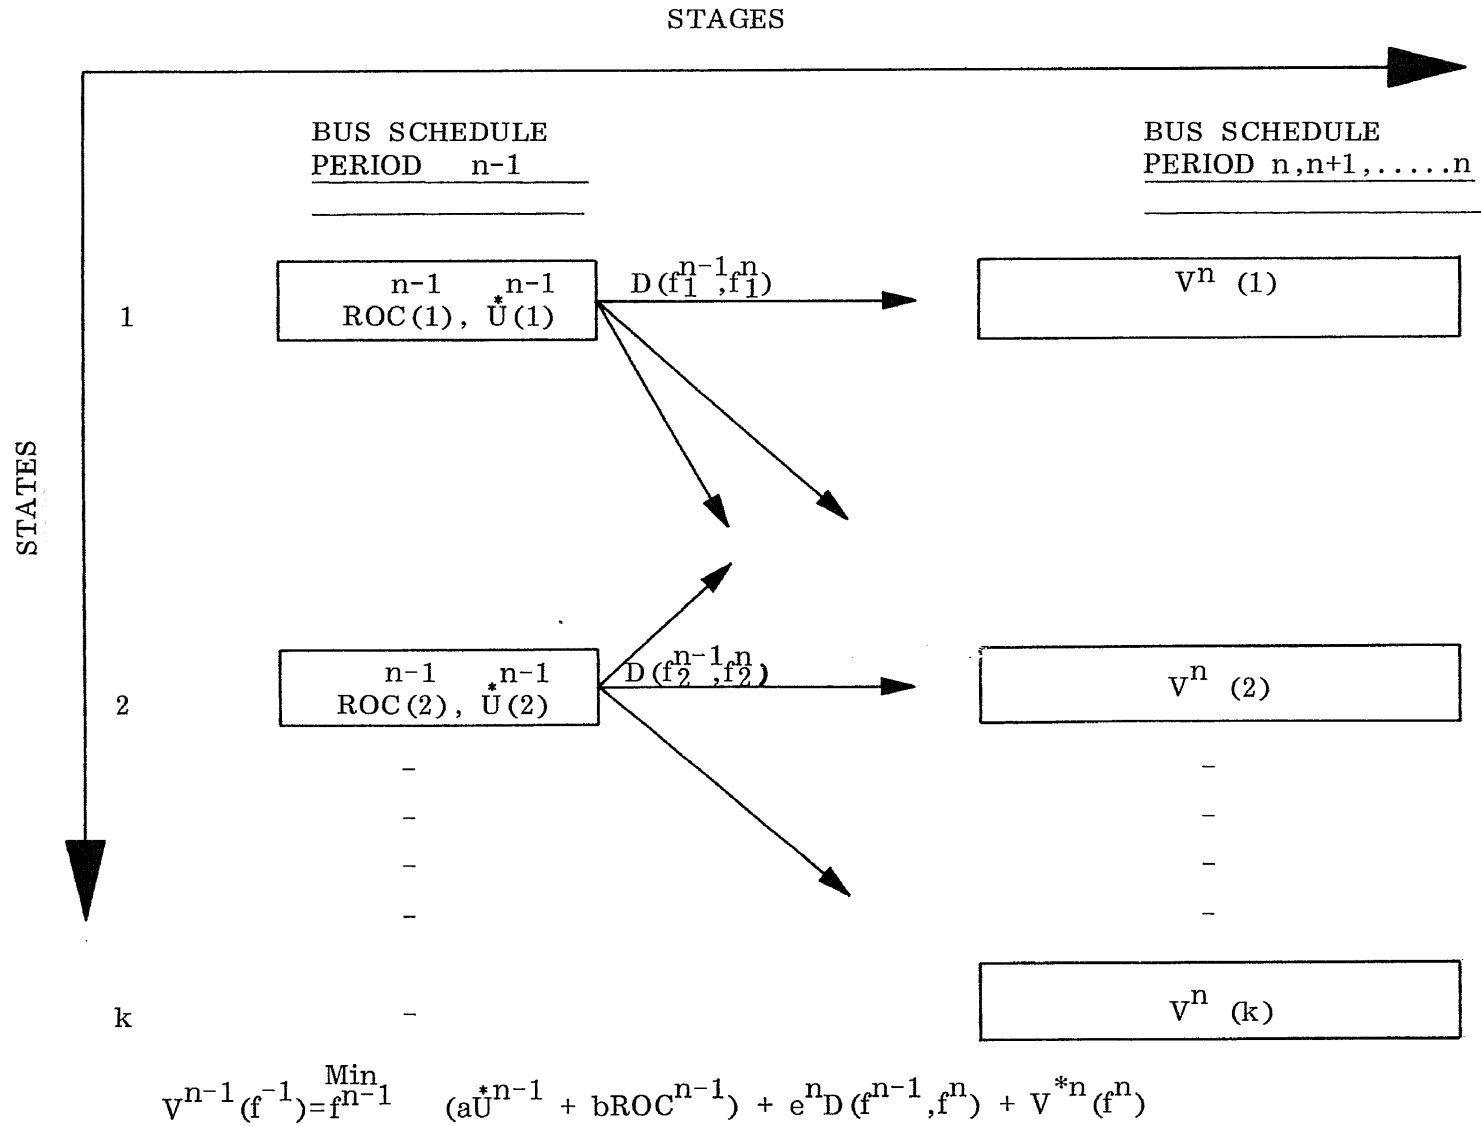 STAGES
BUS SCHEDULE
PERIOD n-1
BUS SCHEDULE
PERIOD n,n+1,.....n
STATES
1
n-1 n-1
ROC(1), U*(1)
D(f₁ⁿ⁻¹,f₁ⁿ)
Vⁿ (1)
2
n-1 n-1
ROC(2), U*(2)
D(f₂ⁿ⁻¹,f₂ⁿ)
Vⁿ (2)
k
Vⁿ (k)
Min
Vⁿ⁻¹(f⁻¹)=fⁿ⁻¹ (aU*ⁿ⁻¹ + bROCⁿ⁻¹) + eⁿD(fⁿ⁻¹,fⁿ) + V*ⁿ(fⁿ)